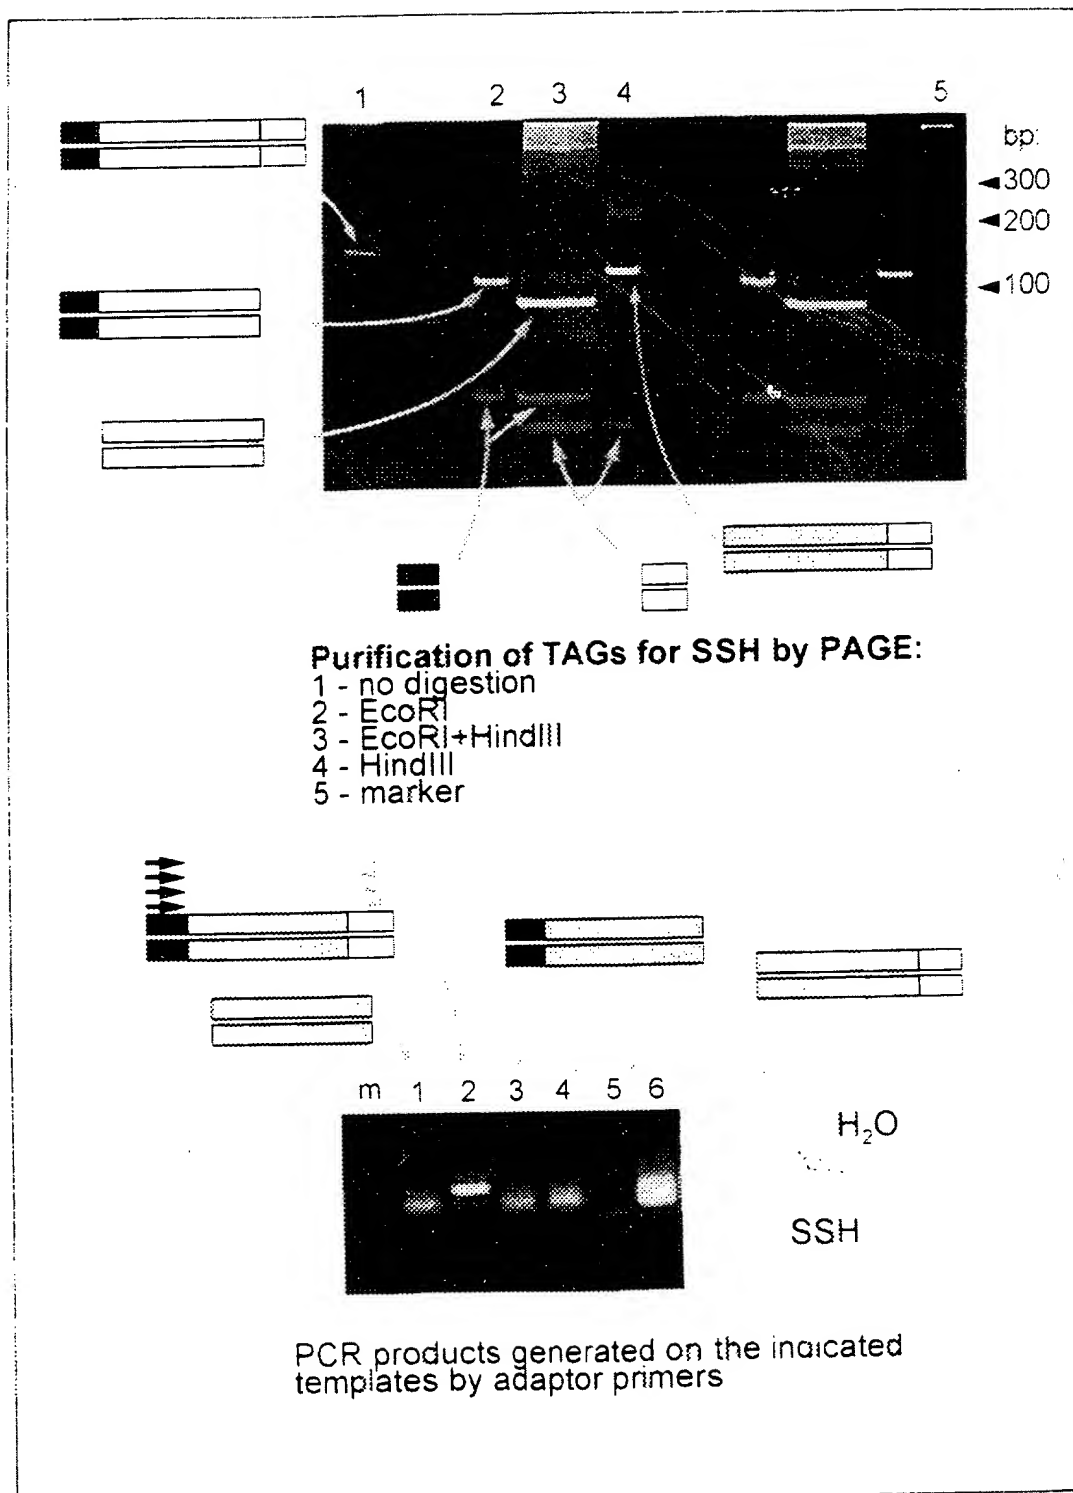 1 2 3 4 5
bp:
300
200
100
Purification of TAGs for SSH by PAGE:
1 - no digestion
2 - EcoRI
3 - EcoRI+HindIII
4 - HindIII
5 - marker
m 1 2 3 4 5 6
H₂O
SSH
PCR products generated on the indicated
templates by adaptor primers